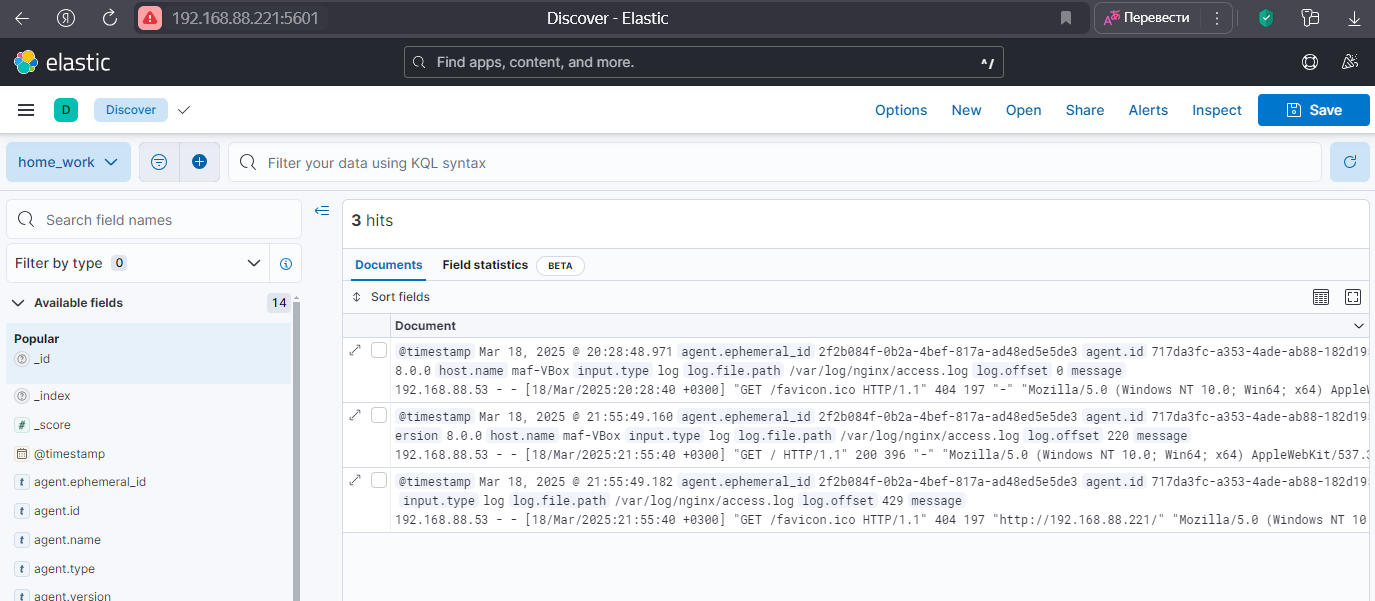 192.168.88.221:5601 Discover - Elastic Перевести
elastic Find apps, content, and more. ^/
D Discover Options New Open Share Alerts Inspect Save
home_work Filter your data using KQL syntax
Search field names
3 hits
Filter by type 0
Documents Field statistics BETA
Sort fields
Available fields 14
Document
Popular
_id
_index
_score
@timestamp
agent.ephemeral_id
agent.id
agent.name
agent.type
agent.version
@timestamp Mar 18, 2025 @ 20:28:48.971 agent.ephemeral_id 2f2b084f-0b2a-4bef-817a-ad48ed5e5de3 agent.id 717da3fc-a353-4ade-ab88-182d19
8.0.0 host.name maf-VBox input.type log log.file.path /var/log/nginx/access.log log.offset 0 message
192.168.88.53 - - [18/Mar/2025:20:28:40 +0300] "GET /favicon.ico HTTP/1.1" 404 197 "-" "Mozilla/5.0 (Windows NT 10.0; Win64; x64) AppleW
@timestamp Mar 18, 2025 @ 21:55:49.160 agent.ephemeral_id 2f2b084f-0b2a-4bef-817a-ad48ed5e5de3 agent.id 717da3fc-a353-4ade-ab88-182d19
ersion 8.0.0 host.name maf-VBox input.type log log.file.path /var/log/nginx/access.log log.offset 220 message
192.168.88.53 - - [18/Mar/2025:21:55:40 +0300] "GET / HTTP/1.1" 200 396 "-" "Mozilla/5.0 (Windows NT 10.0; Win64; x64) AppleWebKit/537.3
@timestamp Mar 18, 2025 @ 21:55:49.182 agent.ephemeral_id 2f2b084f-0b2a-4bef-817a-ad48ed5e5de3 agent.id 717da3fc-a353-4ade-ab88-182d19
input.type log log.file.path /var/log/nginx/access.log log.offset 429 message
192.168.88.53 - - [18/Mar/2025:21:55:40 +0300] "GET /favicon.ico HTTP/1.1" 404 197 "http://192.168.88.221/" "Mozilla/5.0 (Windows NT 10